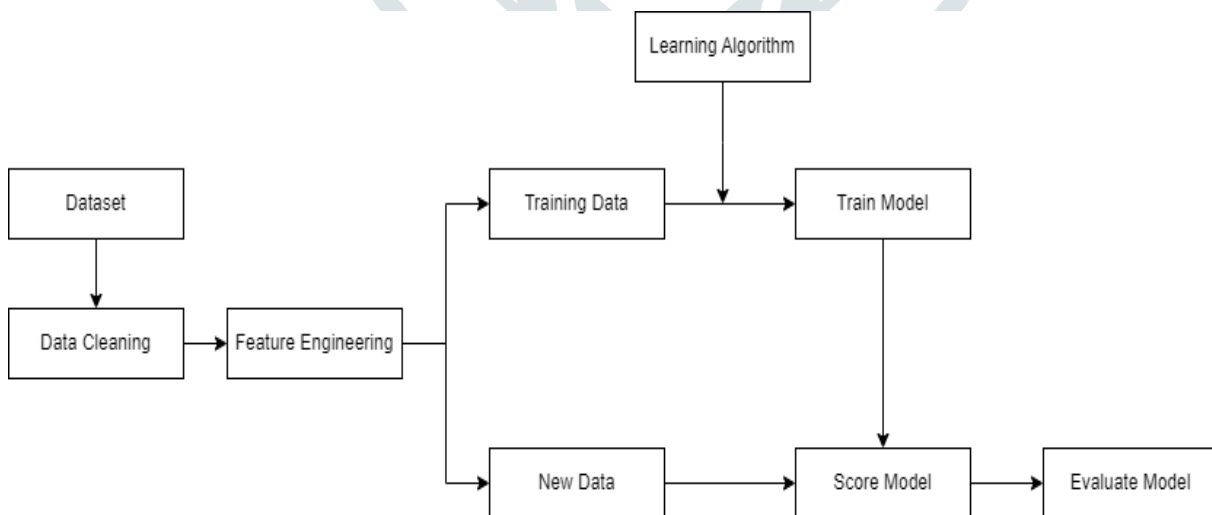 Learning Algorithm
Dataset
Training Data
Train Model
Data Cleaning
Feature Engineering
New Data
Score Model
Evaluate Model